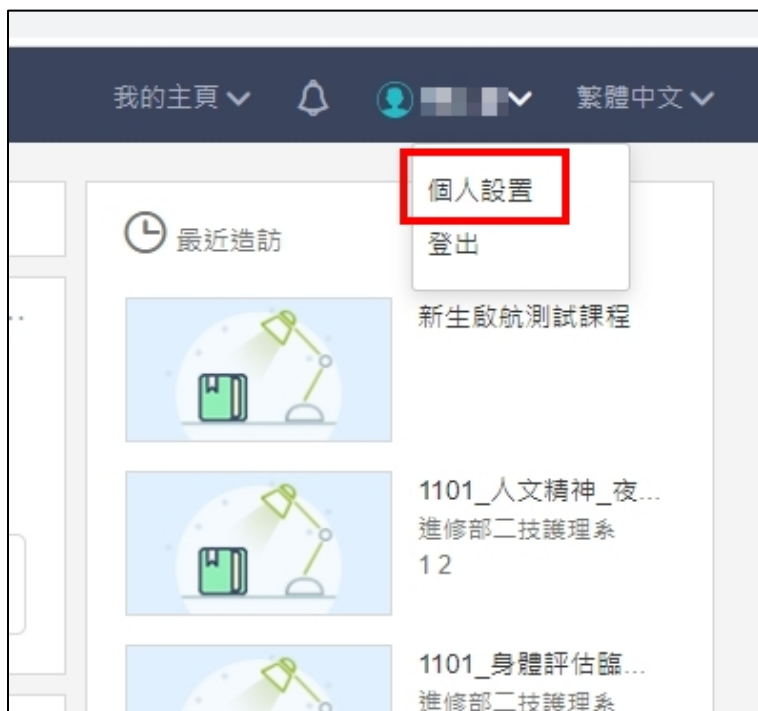 我的主頁
繁體中文
個人設置
登出
最近造訪
新生啟航測試課程
1101_人文精神_夜...
進修部二技護理系
1 2
1101_身體評估臨...
進修部二技護理系
..